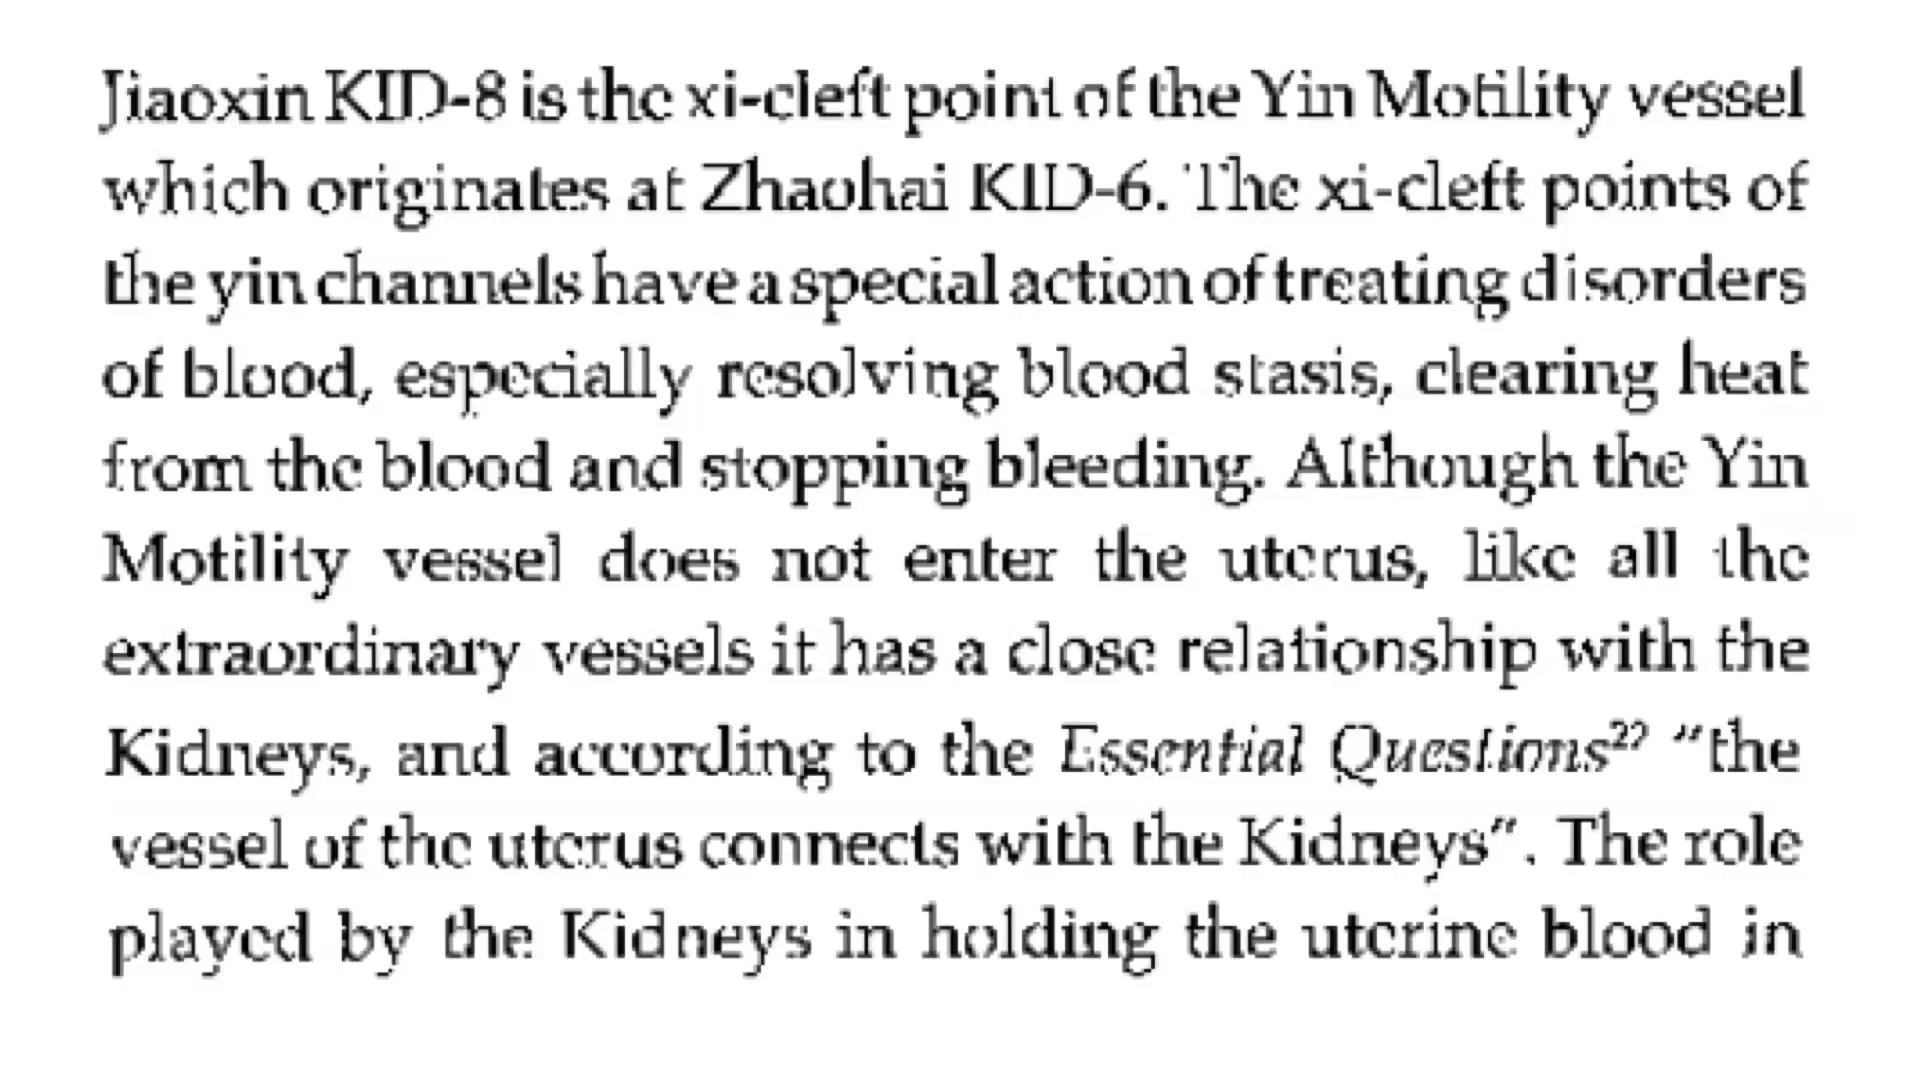 Jiaoxin KID-8 is the xi-cleft point of the Yin Motility vessel
which originates at Zhaohai KID-6. The xi-cleft points of
the yin channels have a special action of treating disorders
of blood, especially resolving blood stasis, clearing heat
from the blood and stopping bleeding. Although the Yin
Motility vessel does not enter the uterus, like all the
extraordinary vessels it has a close relationship with the
Kidneys, and according to the Essential Questions²⁷ "the
vessel of the uterus connects with the Kidneys". The role
played by the Kidneys in holding the uterine blood in